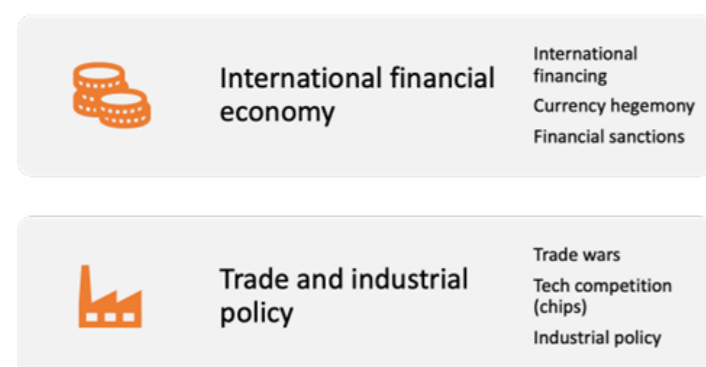 International financial
economy
International
financing
Currency hegemony
Financial sanctions
Trade and industrial
policy
Trade wars
Tech competition
(chips)
Industrial policy